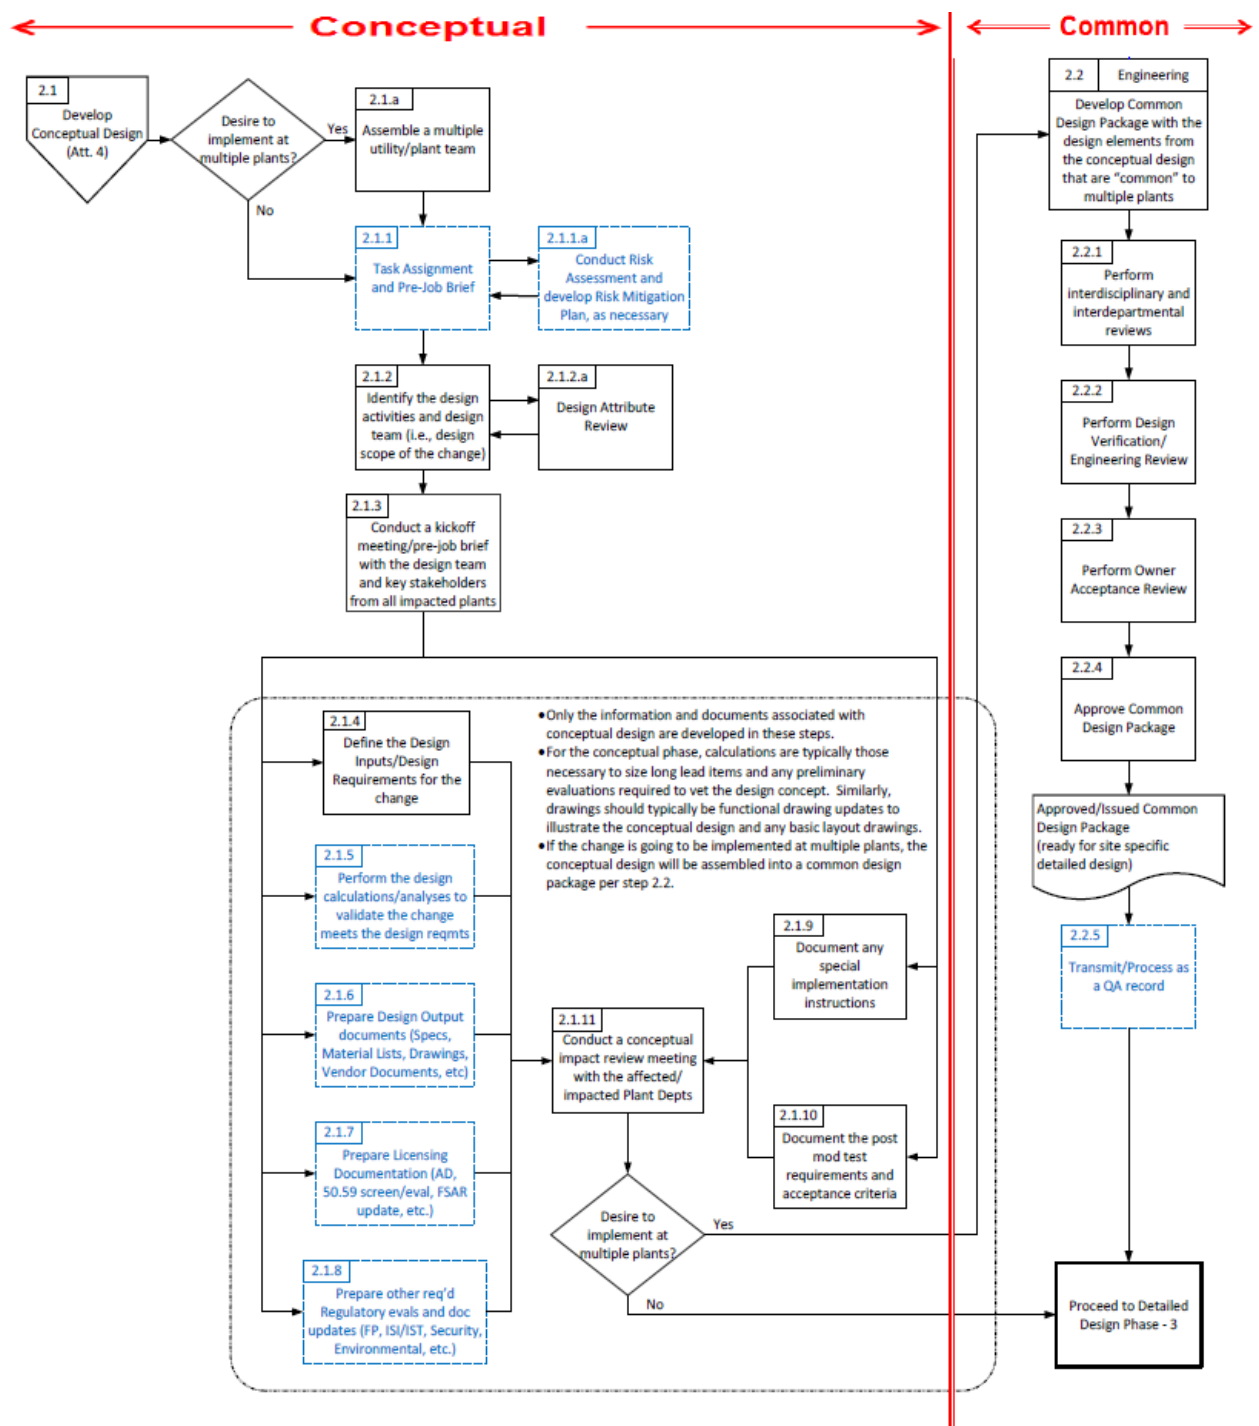 Conceptual
Common
2.1
Develop
Conceptual Design
(Att. 4)
Desire to
implement at
multiple plants?
Yes
No
2.1.a
Assemble a multiple
utility/plant team
2.1.1
Task Assignment
and Pre-Job Brief
2.1.1.a
Conduct Risk
Assessment and
develop Risk Mitigation
Plan, as necessary
2.1.2
Identify the design
activities and design
team (i.e., design
scope of the change)
2.1.2.a
Design Attribute
Review
2.1.3
Conduct a kickoff
meeting/pre-job brief
with the design team
and key stakeholders
from all impacted plants
2.1.4
Define the Design
Inputs/Design
Requirements for the
change
2.1.5
Perform the design
calculations/analyses to
validate the change
meets the design reqmts
2.1.6
Prepare Design Output
documents (Specs,
Material Lists, Drawings,
Vendor Documents, etc)
2.1.7
Prepare Licensing
Documentation (AD,
50.59 screen/eval, FSAR
update, etc.)
2.1.8
Prepare other req'd
Regulatory evals and doc
updates (FP, ISI/IST, Security,
Environmental, etc.)
•Only the information and documents associated with
conceptual design are developed in these steps.
•For the conceptual phase, calculations are typically those
necessary to size long lead items and any preliminary
evaluations required to vet the design concept. Similarly,
drawings should typically be functional drawing updates to
illustrate the conceptual design and any basic layout drawings.
•If the change is going to be implemented at multiple plants, the
conceptual design will be assembled into a common design
package per step 2.2.
2.1.9
Document any
special
implementation
instructions
2.1.10
Document the post
mod test
requirements and
acceptance criteria
2.1.11
Conduct a conceptual
impact review meeting
with the affected/
impacted Plant Depts
Desire to
implement at
multiple plants?
Yes
No
2.2 Engineering
Develop Common
Design Package with the
design elements from
the conceptual design
that are “common” to
multiple plants
2.2.1
Perform
interdisciplinary and
interdepartmental
reviews
2.2.2
Perform Design
Verification/
Engineering Review
2.2.3
Perform Owner
Acceptance Review
2.2.4
Approve Common
Design Package
Approved/Issued Common
Design Package
(ready for site specific
detailed design)
2.2.5
Transmit/Process as
a QA record
Proceed to Detailed
Design Phase - 3